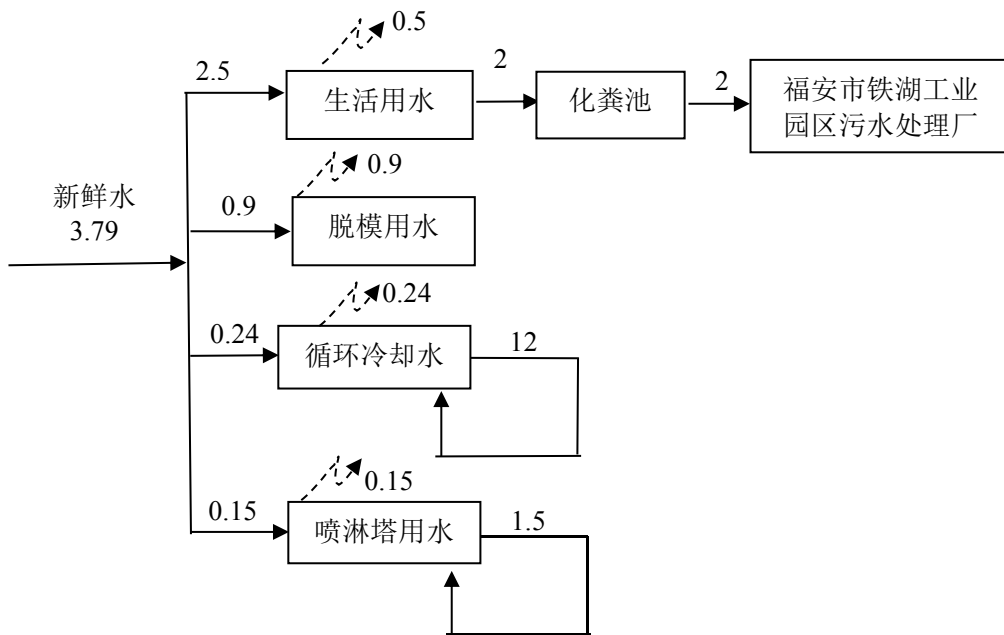 0.5
2.5
生活用水
2
化粪池
2
福安市铁湖工业
园区污水处理厂
0.9
新鲜水
3.79
0.9
脱模用水
0.24
0.24
循环冷却水
12
0.15
0.15
喷淋塔用水
1.5